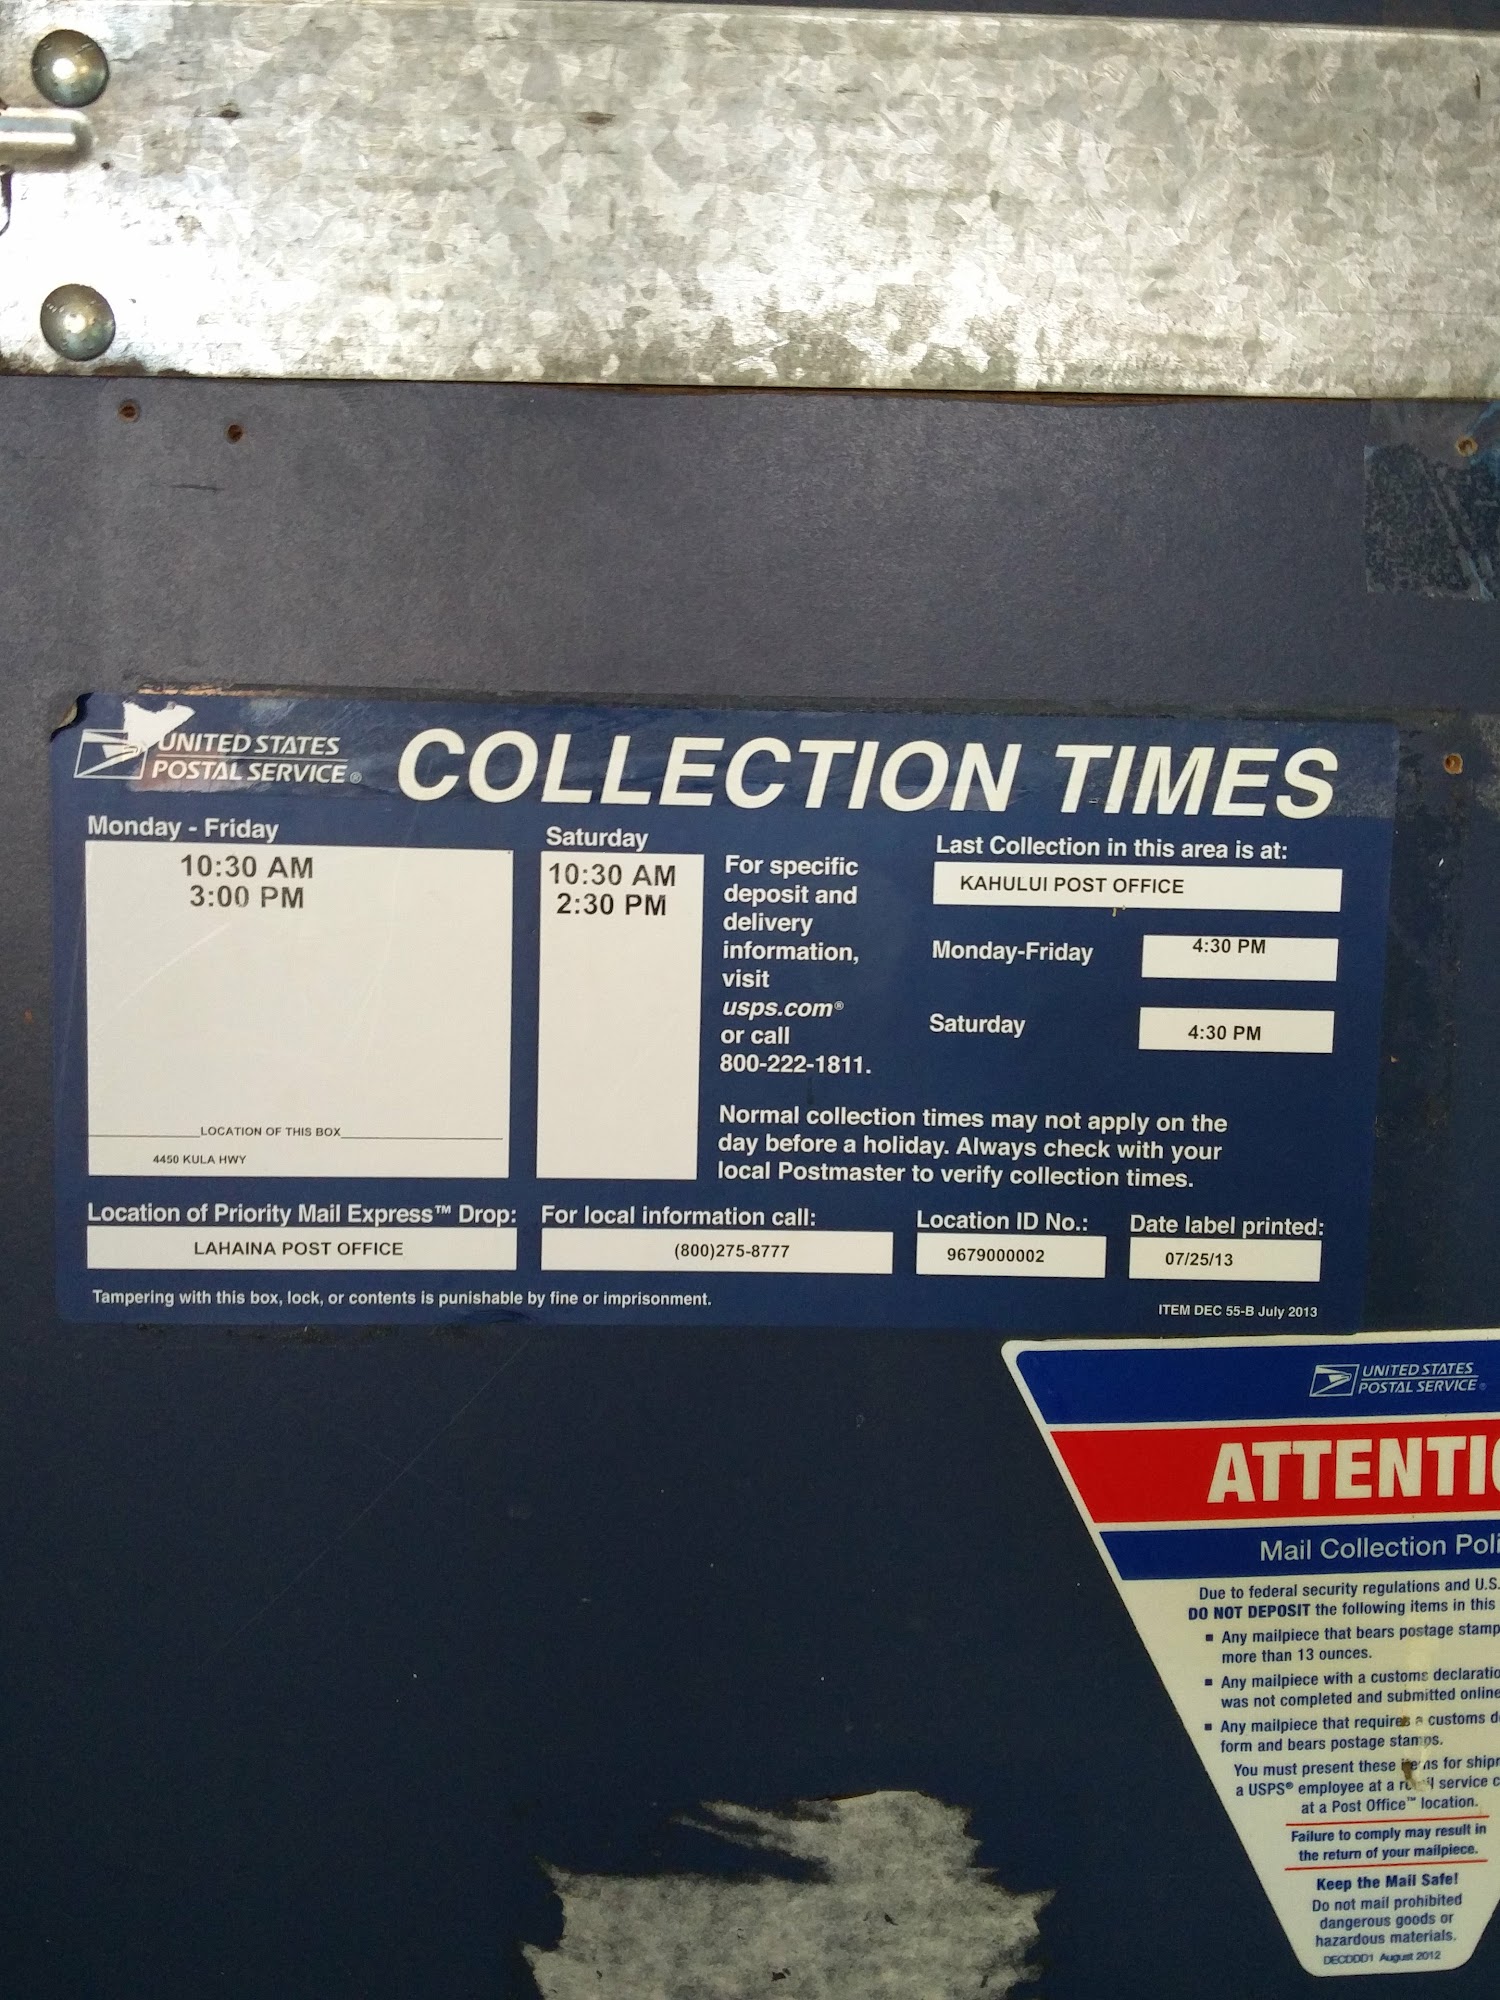 UNITED STATES
POSTAL SERVICE®
COLLECTION TIMES
Monday - Friday
10:30 AM
3:00 PM
LOCATION OF THIS BOX
4450 KULA HWY
Saturday
10:30 AM
2:30 PM
For specific
deposit and
delivery
information,
visit
usps.com®
or call
800-222-1811.
Last Collection in this area is at:
KAHULUI POST OFFICE
Monday-Friday
4:30 PM
Saturday
4:30 PM
Normal collection times may not apply on the
day before a holiday. Always check with your
local Postmaster to verify collection times.
Location of Priority Mail Express™ Drop:
LAHAINA POST OFFICE
For local information call:
(800)275-8777
Location ID No.:
9679000002
Date label printed:
07/25/13
Tampering with this box, lock, or contents is punishable by fine or imprisonment.
ITEM DEC 55-B July 2013
UNITED STATES
POSTAL SERVICE®
ATTENTI
Mail Collection Poli
Due to federal security regulations and U.S.
DO NOT DEPOSIT the following items in this
▪ Any mailpiece that bears postage stamp
more than 13 ounces.
▪ Any mailpiece with a customs declaratio
was not completed and submitted online
▪ Any mailpiece that requires a customs d
form and bears postage stamps.
You must present these items for ship
a USPS® employee at a retail service c
at a Post Office™ location.
Failure to comply may result in
the return of your mailpiece.
Keep the Mail Safe!
Do not mail prohibited
dangerous goods or
hazardous materials.
DECDDD1 August 2012